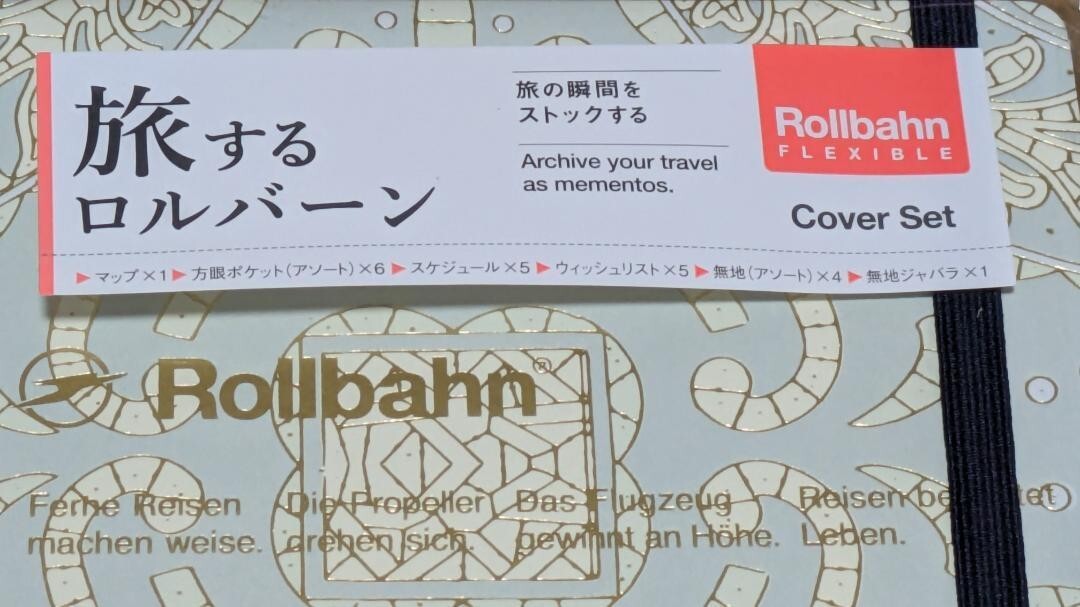 旅する
ロルバーン
旅の瞬間を
ストックする
Archive your travel
as mementos.
Rollbahn
FLEXIBLE
Cover Set
▶マップ×1▶方眼ポケット(アソート)×6▶スケジュール×5▶ウィッシュリスト×5▶無地(アソート)×4▶無地ジャバラ×1
Rollbahn®
Ferne Reisen
machen weise.
Die Propeller
drehen sich.
Das Flugzeug
gewinnt an Höhe.
Reisen
Leben.